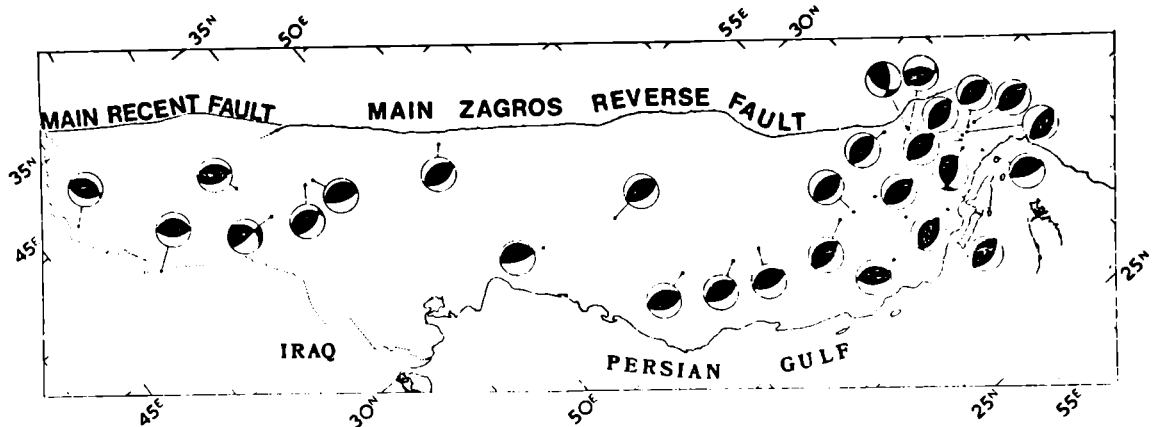 35N 50E 55E 30N
MAIN RECENT FAULT MAIN ZAGROS REVERSE FAULT
35N
45E
25N
IRAQ PERSIAN GULF
45E 30N 50E 25N 55E